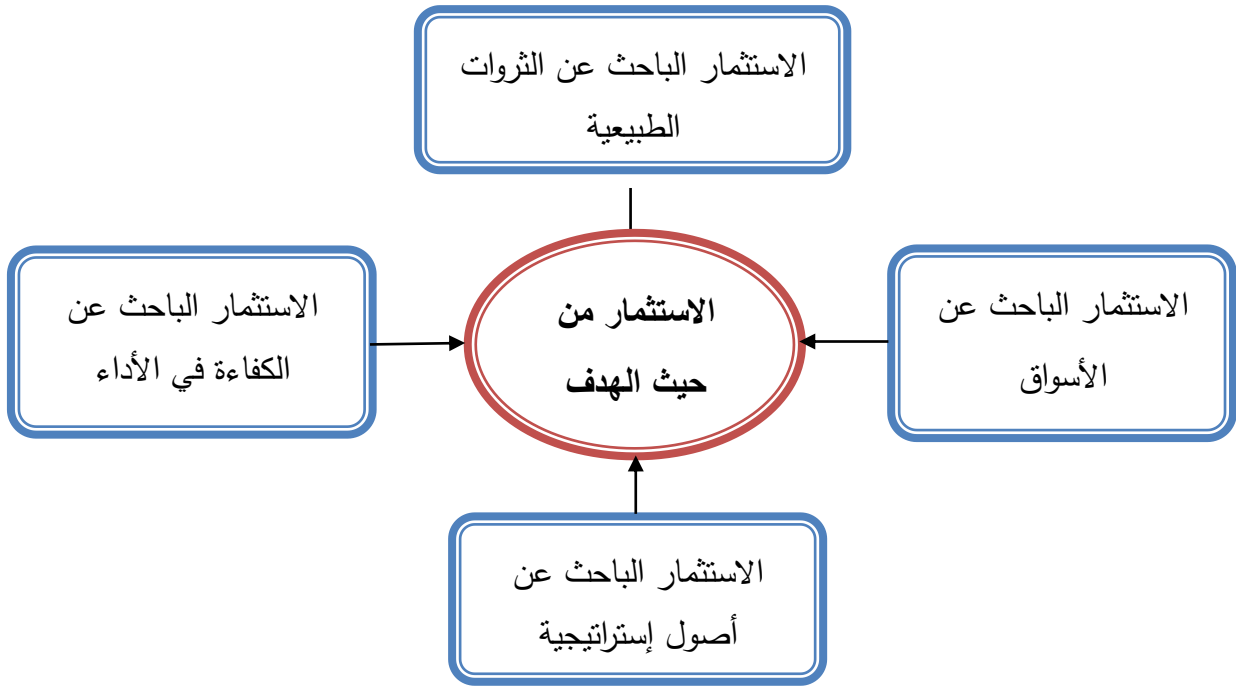 الاستثمار الباحث عن الثروات
الطبيعية
الاستثمار الباحث عن
الأسواق
الاستثمار من
حيث الهدف
الاستثمار الباحث عن
الكفاءة في الأداء
الاستثمار الباحث عن
أصول إستراتيجية